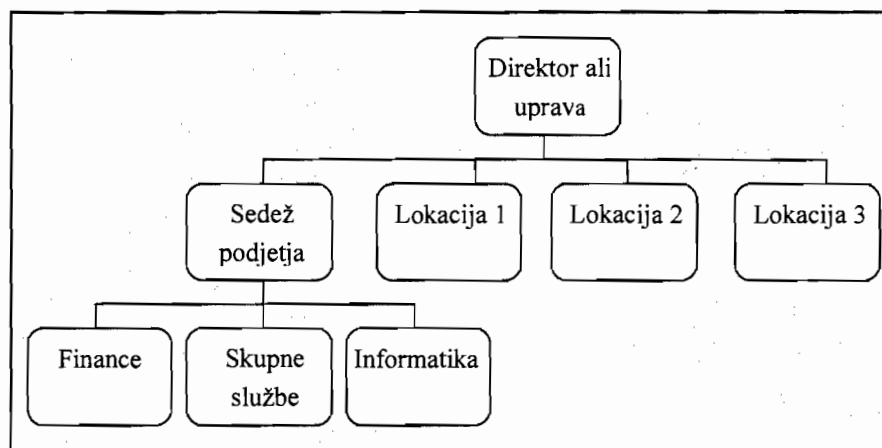 Direktor ali
uprava
Sedež
podjetja
Lokacija 1
Lokacija 2
Lokacija 3
Finance
Skupne
službe
Informatika